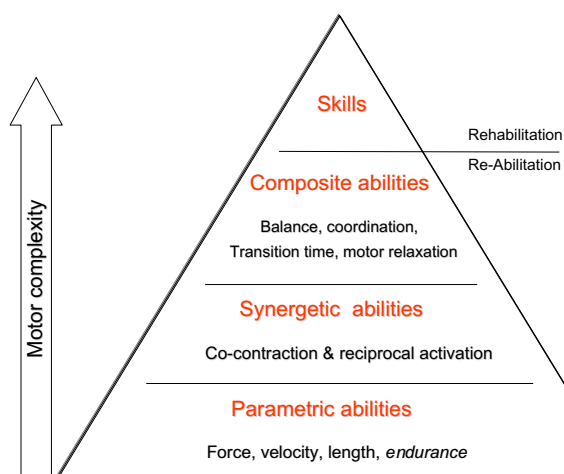 Skills
Rehabilitation
Re-Abilitation
Composite abilities
Balance, coordination,
Transition time, motor relaxation
Synergetic abilities
Co-contraction & reciprocal activation
Parametric abilities
Force, velocity, length, endurance
Motor complexity